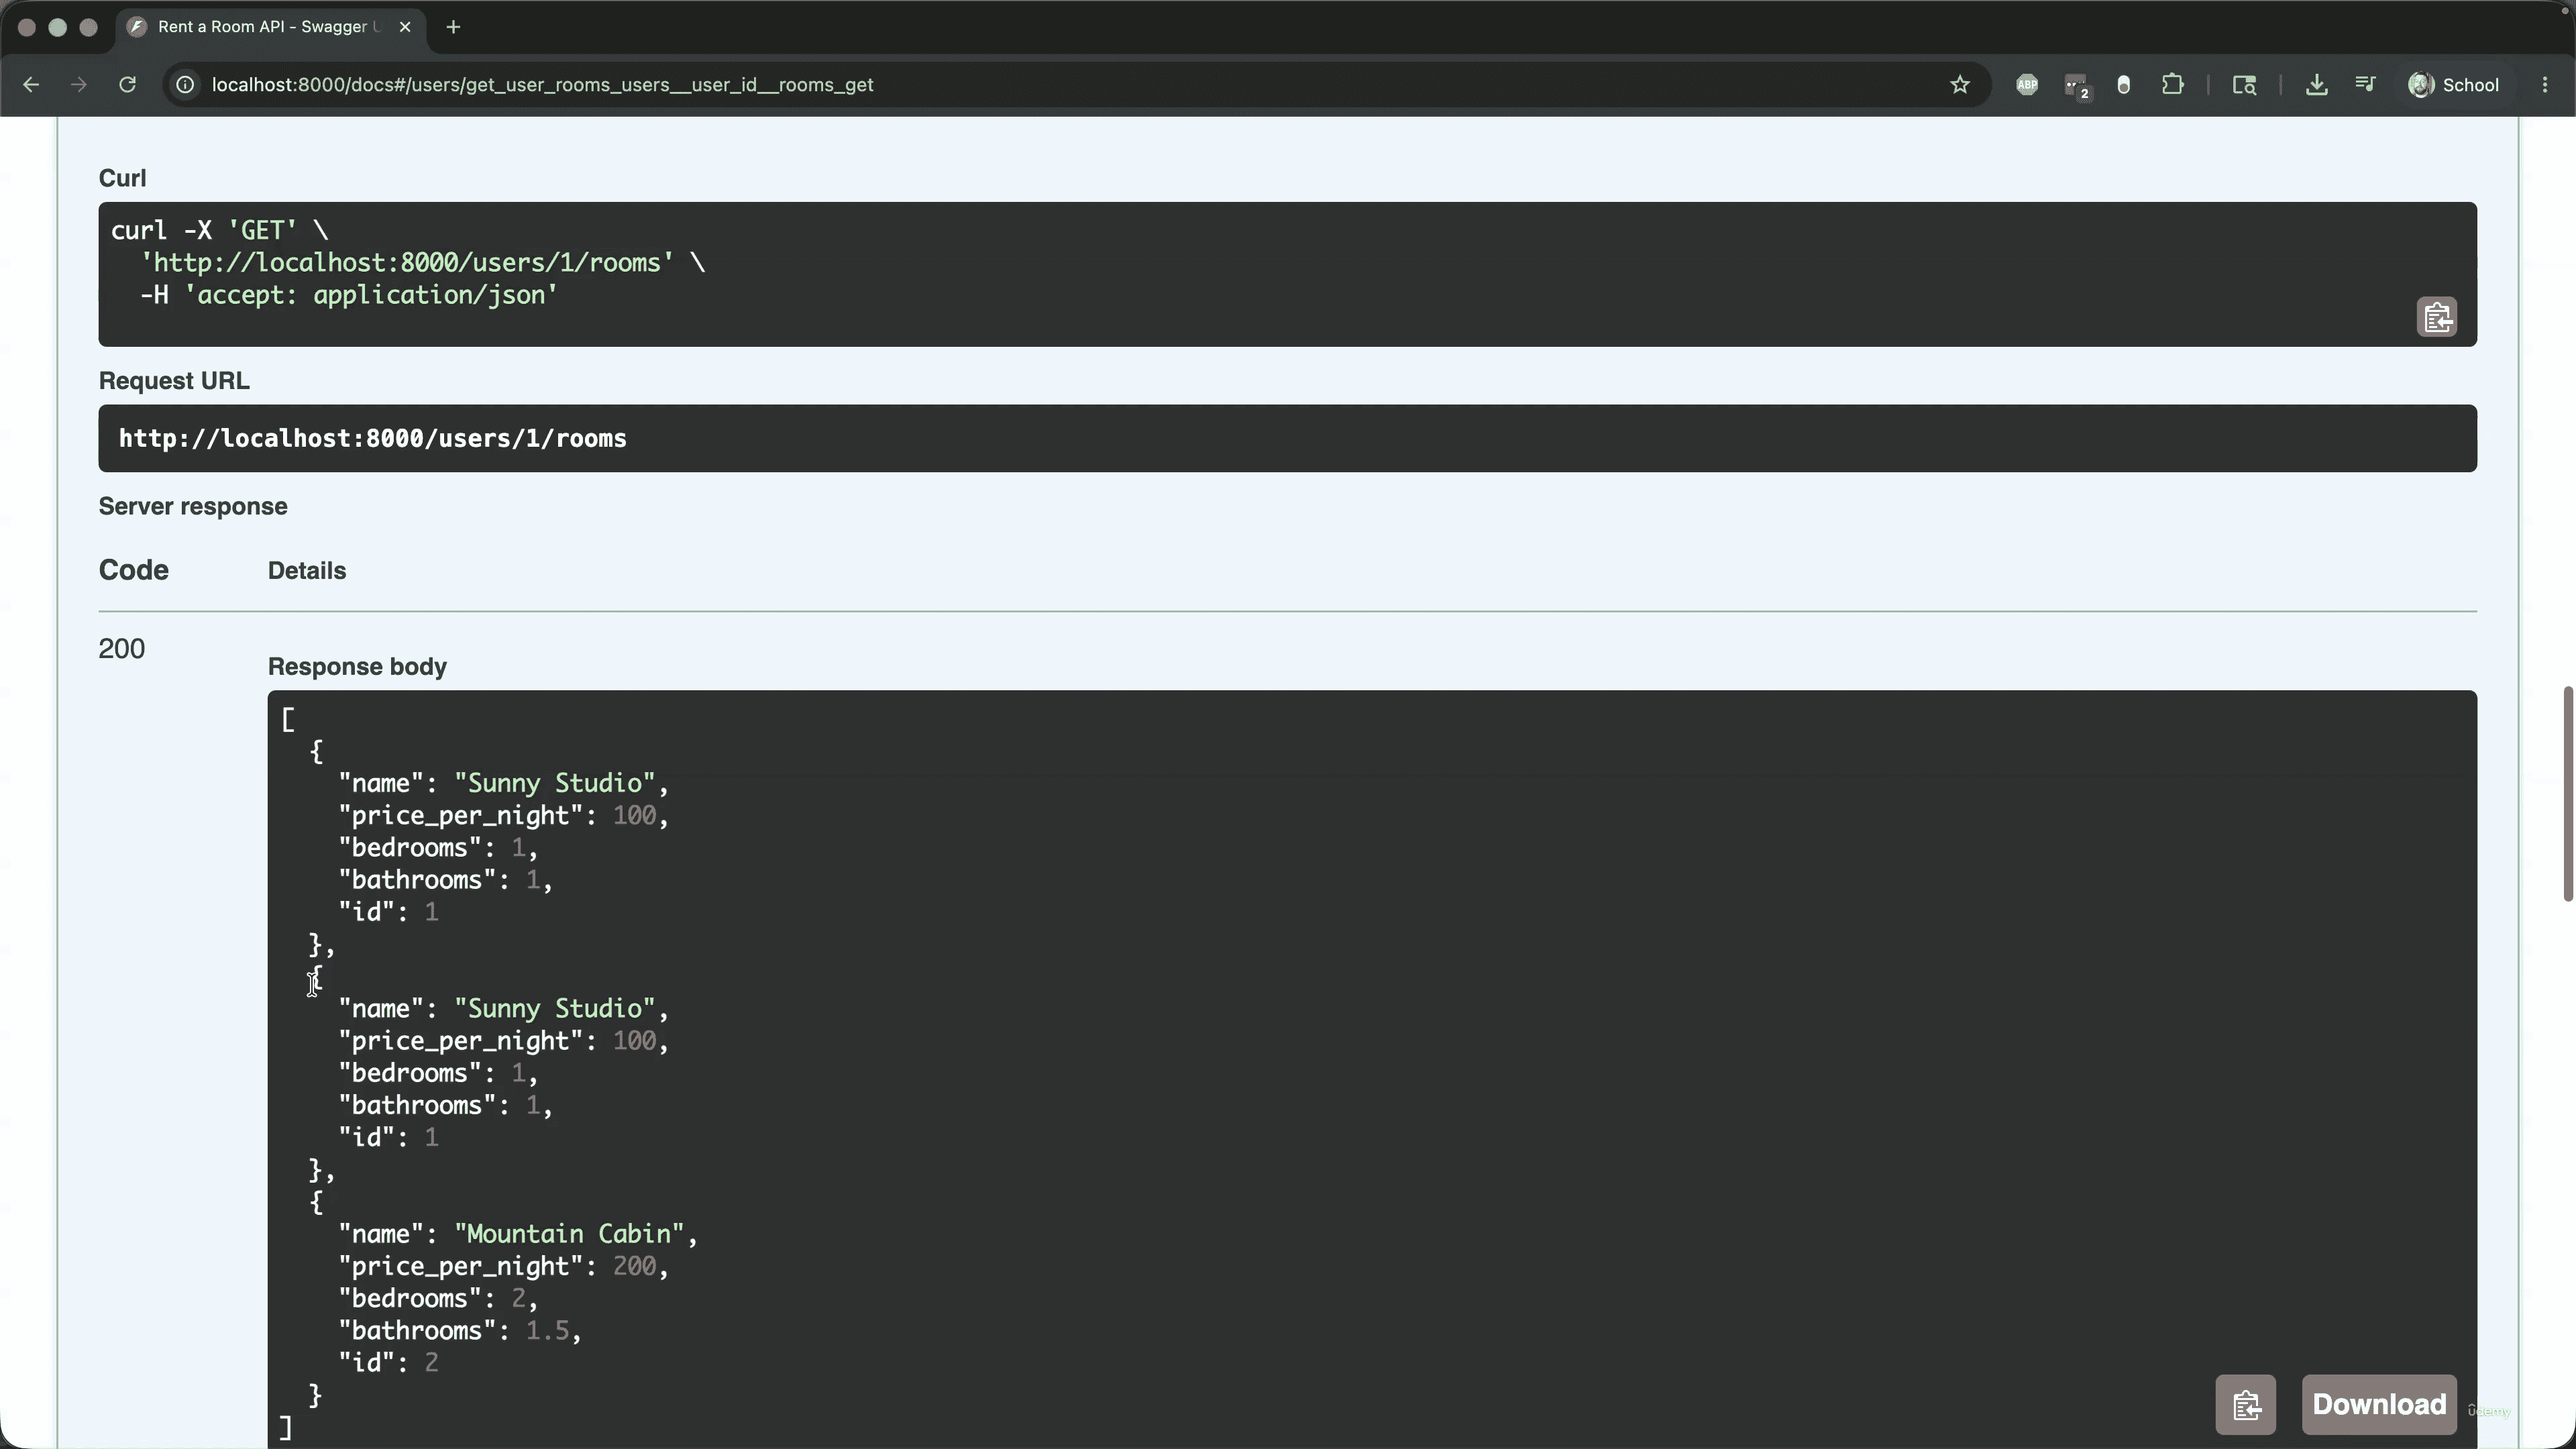 Rent a Room API - Swagger U
localhost:8000/docs#/users/get_user_rooms_users__user_id__rooms_get
ABP
2
School
Curl
curl -X 'GET' \
'http://localhost:8000/users/1/rooms' \
-H 'accept: application/json'
Request URL
http://localhost:8000/users/1/rooms
Server response
Code Details
200
Response body
[
{
"name": "Sunny Studio",
"price_per_night": 100,
"bedrooms": 1,
"bathrooms": 1,
"id": 1
},
{
"name": "Sunny Studio",
"price_per_night": 100,
"bedrooms": 1,
"bathrooms": 1,
"id": 1
},
{
"name": "Mountain Cabin",
"price_per_night": 200,
"bedrooms": 2,
"bathrooms": 1.5,
"id": 2
}
]
Download
ûdemy